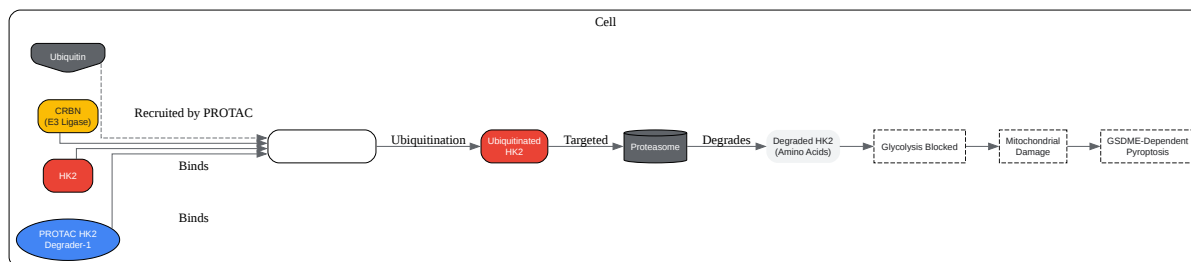 Cell
Ubiquitin
CRBN
(E3 Ligase)
Recruited by PROTAC
HK2
Binds
Binds
PROTAC HK2
Degrader-1
Ubiquitination
Ubiquitinated
HK2
Targeted
Proteasome
Degrades
Degraded HK2
(Amino Acids)
Glycolysis Blocked
Mitochondrial
Damage
GSDME-Dependent
Pyroptosis